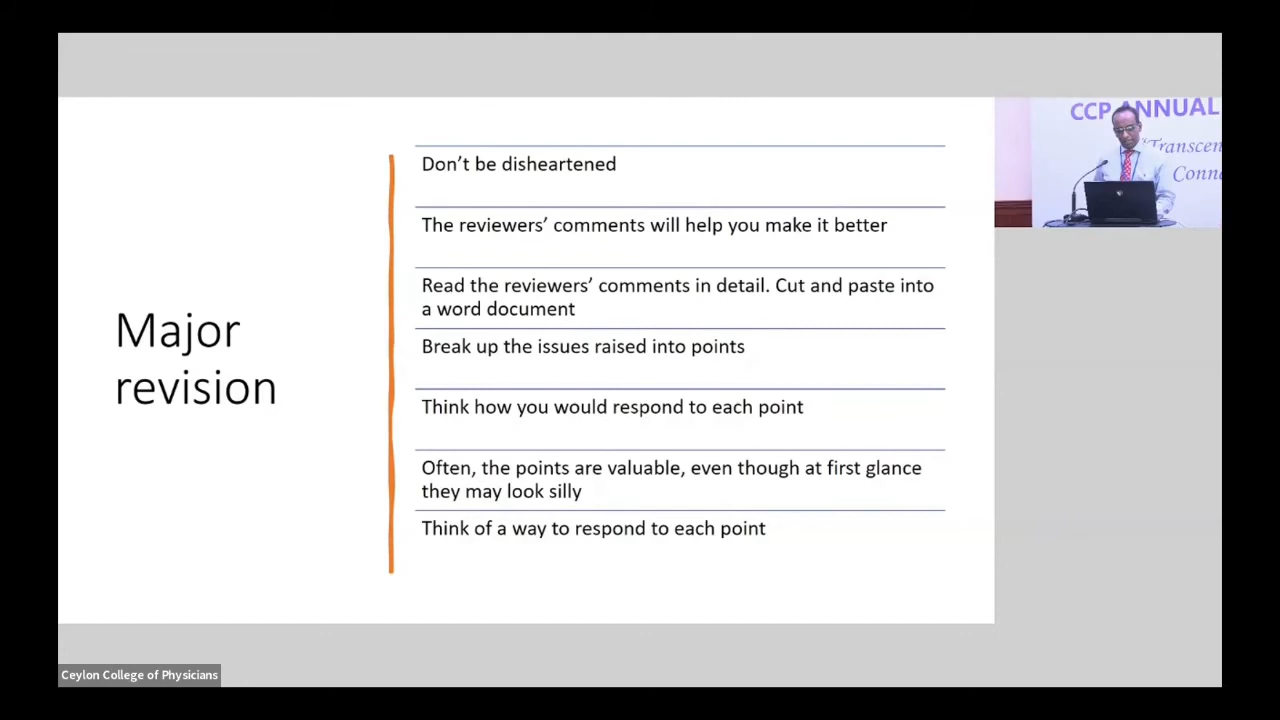 Major
revision
Don’t be disheartened
The reviewers’ comments will help you make it better
Read the reviewers’ comments in detail. Cut and paste into
a word document
Break up the issues raised into points
Think how you would respond to each point
Often, the points are valuable, even though at first glance
they may look silly
Think of a way to respond to each point
CCP ANNUAL
"Transcen
Conne
Ceylon College of Physicians